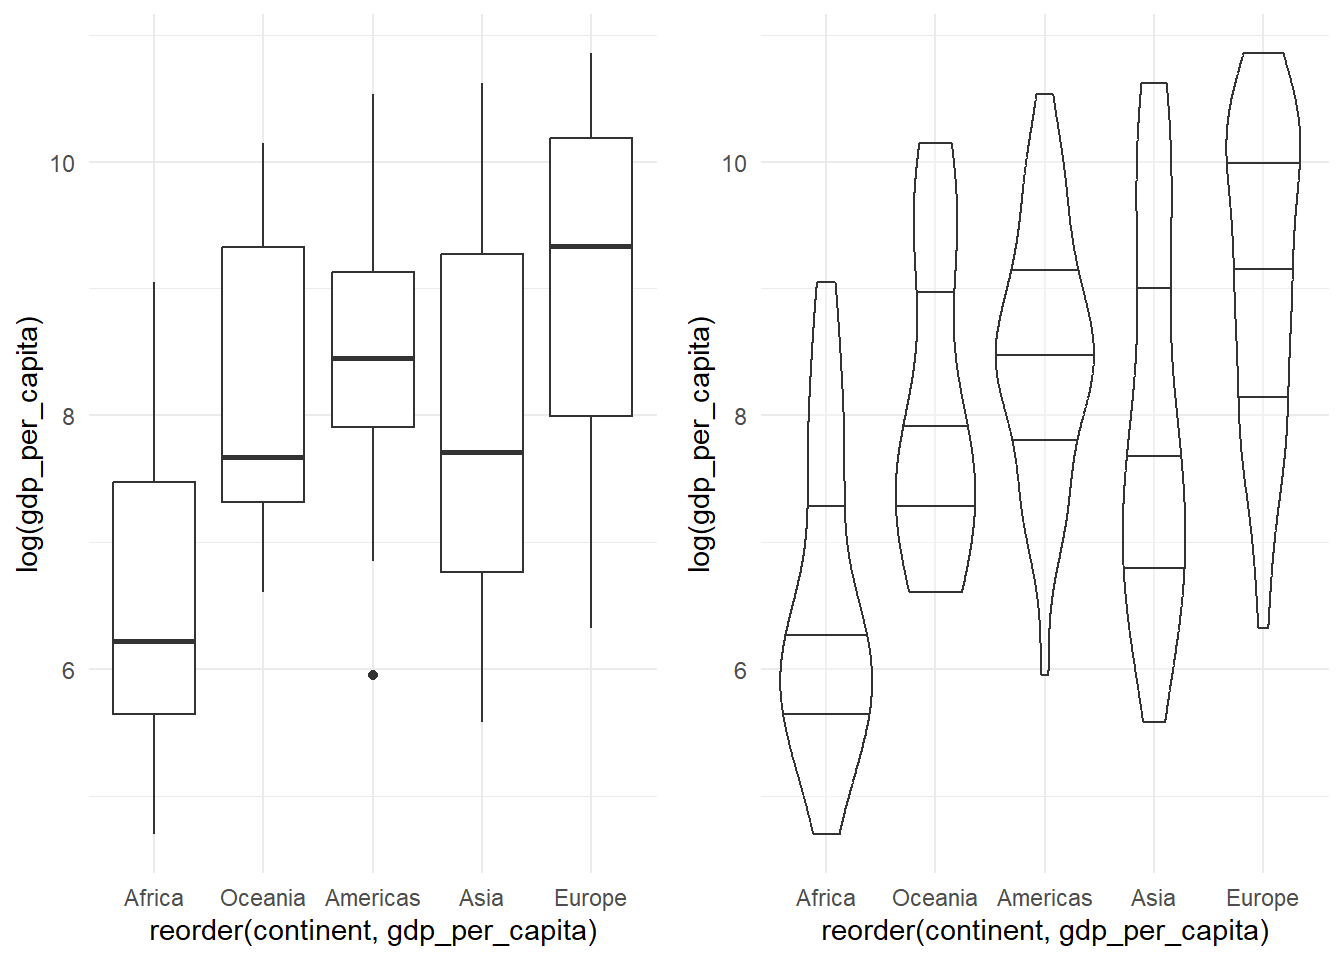 log(gdp_per_capita)
10
8
6
Africa Oceania Americas Asia Europe
reorder(continent, gdp_per_capita)
log(gdp_per_capita)
10
8
6
Africa Oceania Americas Asia Europe
reorder(continent, gdp_per_capita)